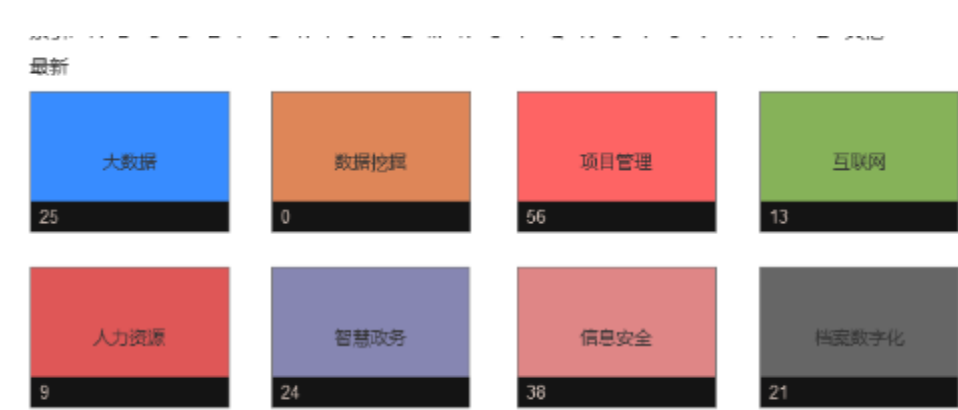 最新
大数据
数据挖掘
项目管理
互联网
25
0
56
13
人力资源
智慧政务
信息安全
档案数字化
9
24
38
21